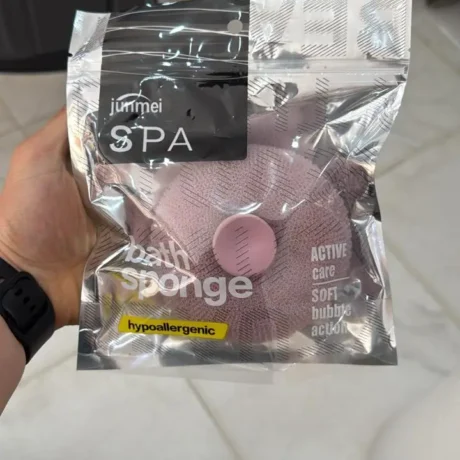 junmei
SPA
bath
sponge
hypoallergenic
ACTIVE
care
SOFT
bubble
action